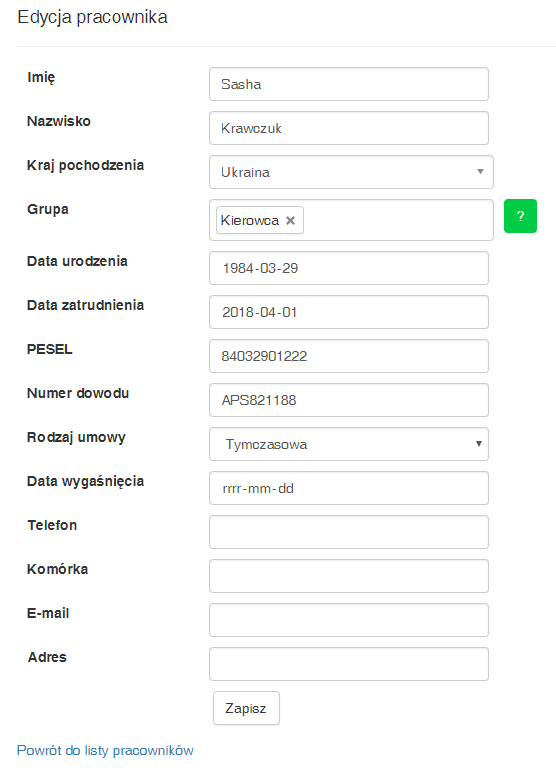 Edycja pracownika
Imię Sasha
Nazwisko Krawczuk
Kraj pochodzenia Ukraina
Grupa Kierowca ?
Data urodzenia 1984-03-29
Data zatrudnienia 2018-04-01
PESEL 84032901222
Numer dowodu APS821188
Rodzaj umowy Tymczasowa
Data wygaśnięcia rrrr-mm-dd
Telefon
Komórka
E-mail
Adres
Zapisz
Powrót do listy pracowników